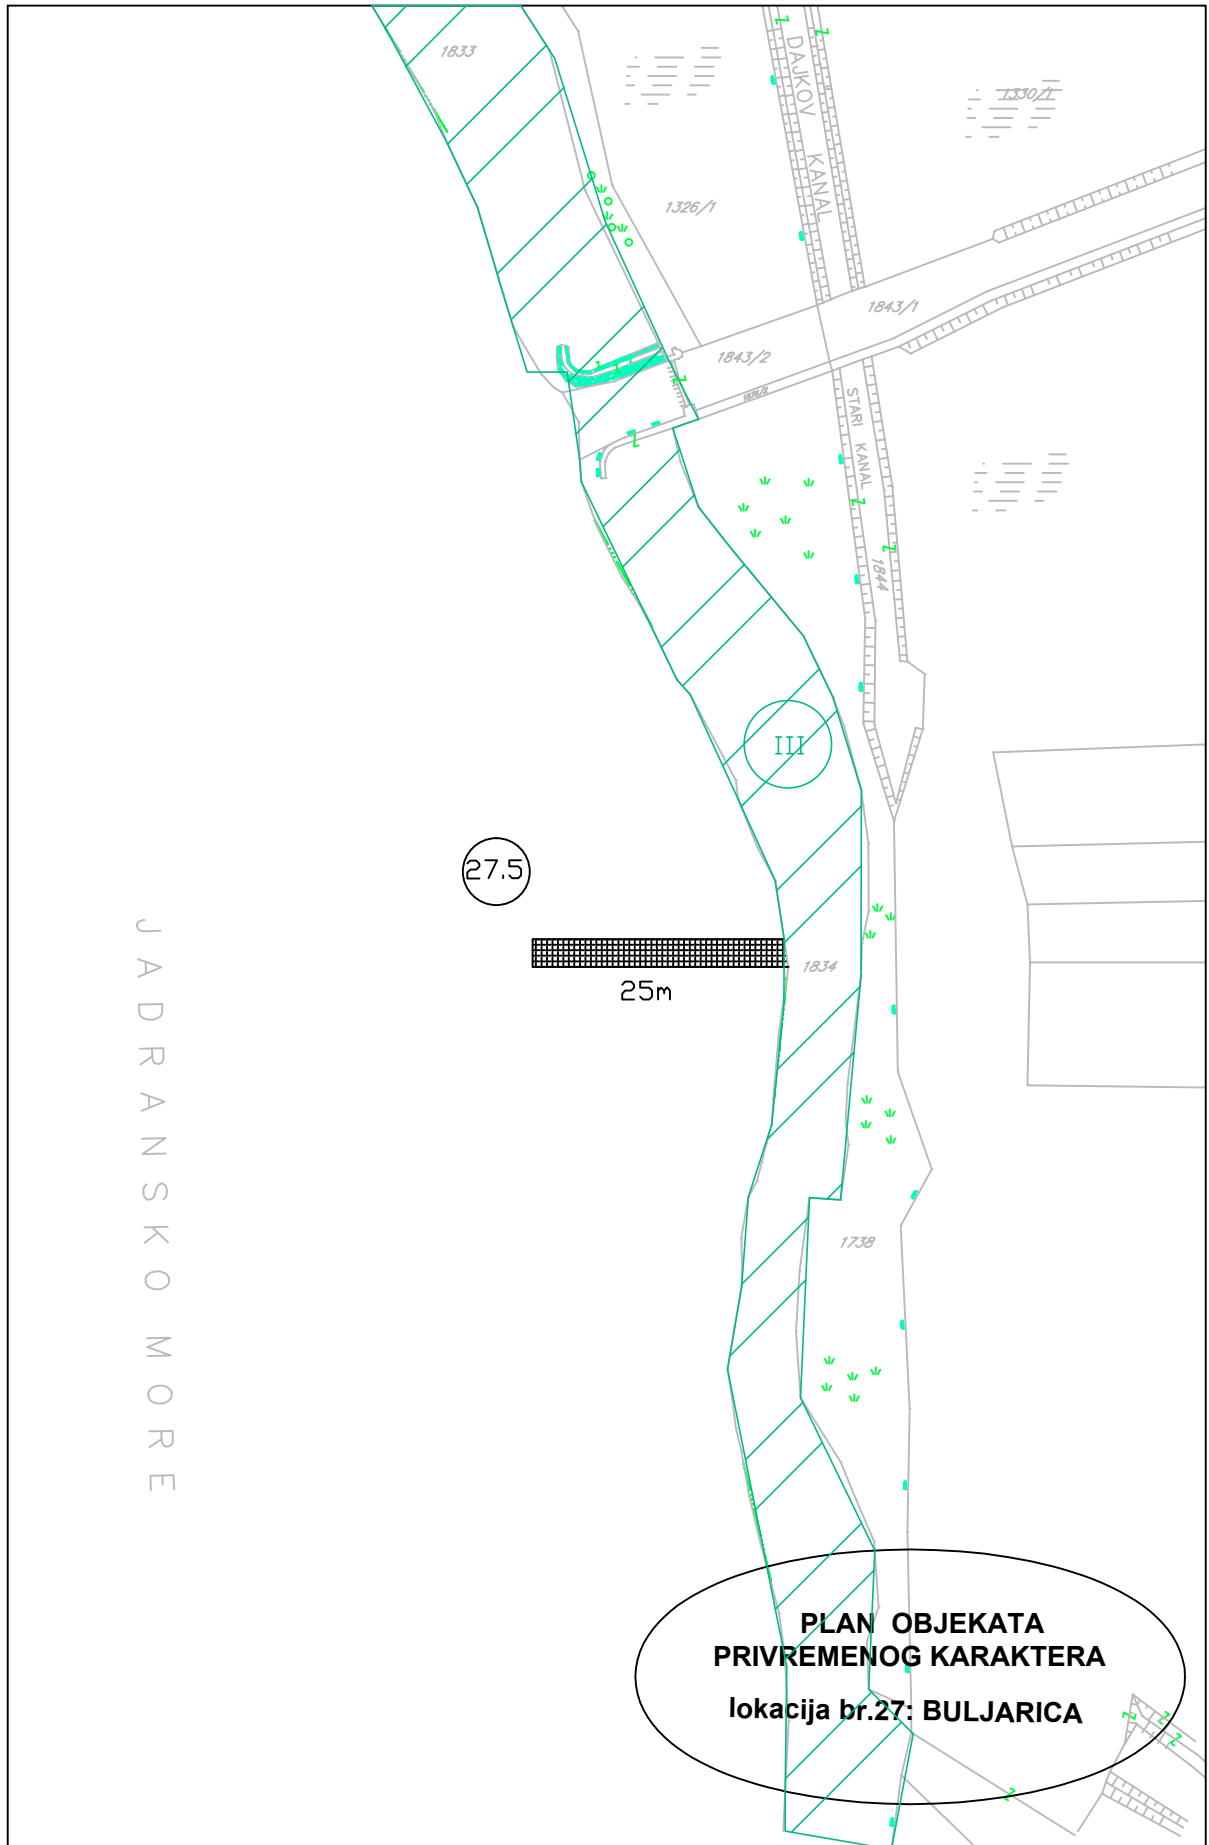 1833
DAJKOV KANAL
1330/1
1326/1
1843/1
1843/2
STARI KANAL
1844
III
27.5
25m
1834
JADRANSKO MORE
1738
PLAN OBJEKATA
PRIVREMENOG KARAKTERA
lokacija br.27: BULJARICA